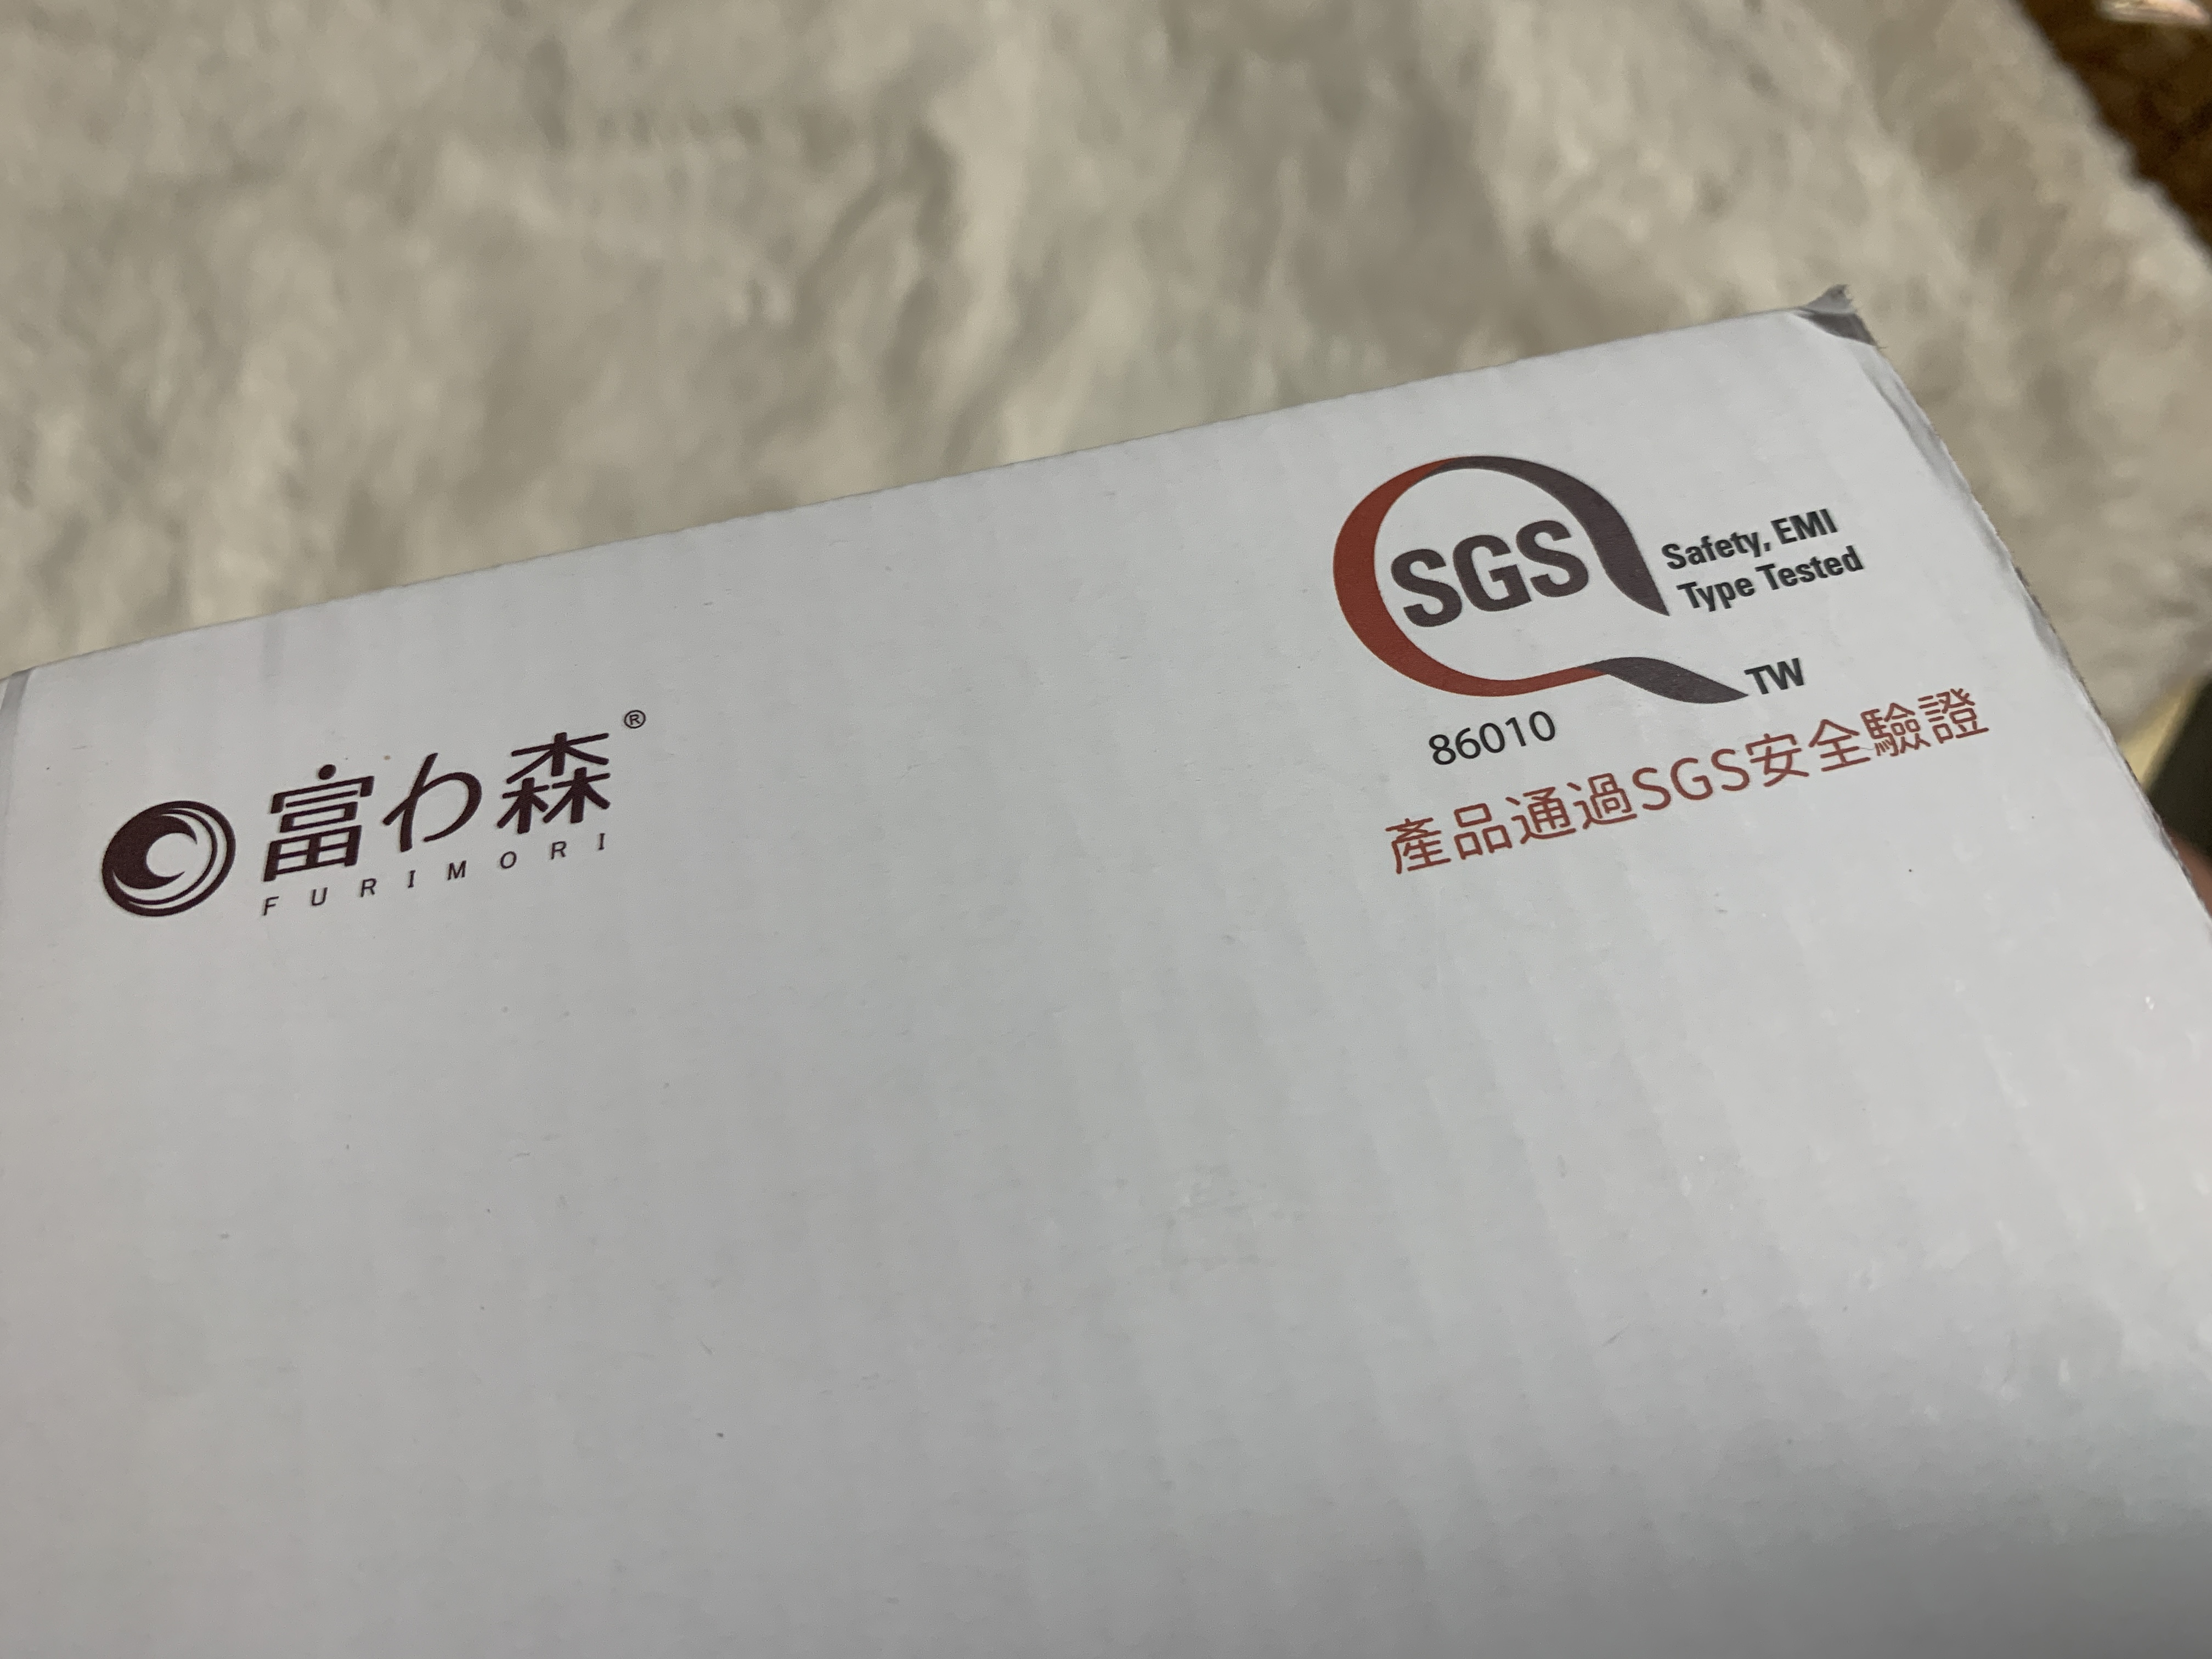 富わ森®
FURIMORI
SGS
Safety, EMI
Type Tested
TW
86010
產品通過SGS安全驗證